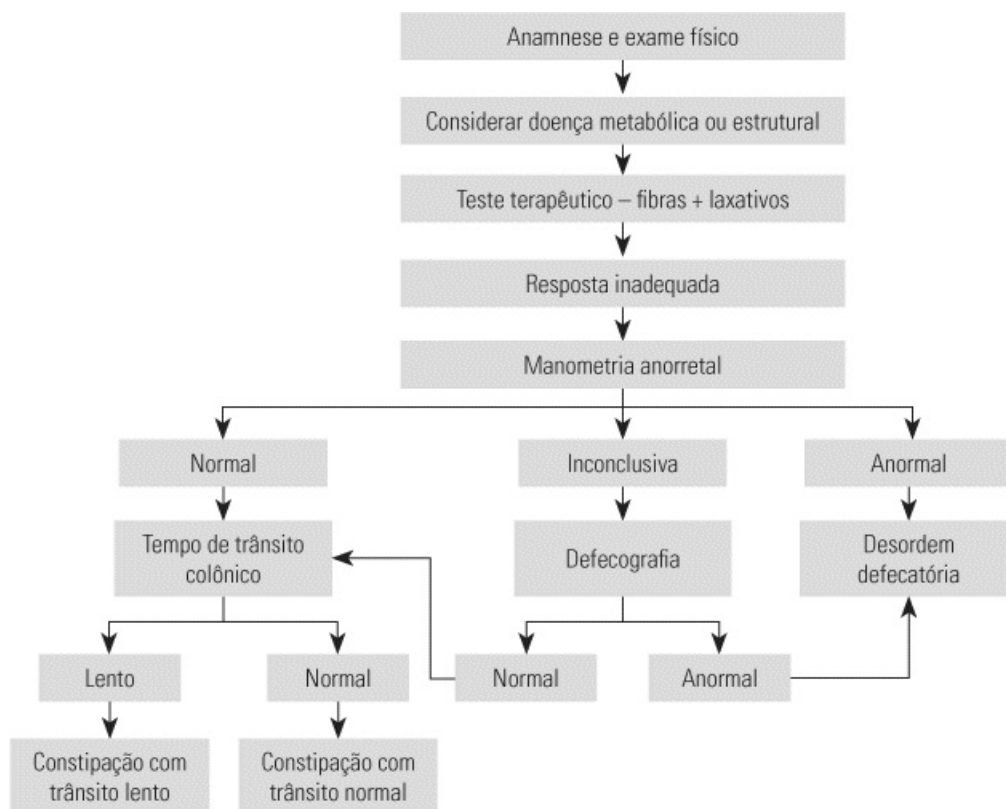 Anamnese e exame físico
Considerar doença metabólica ou estrutural
Teste terapêutico – fibras + laxativos
Resposta inadequada
Manometria anorretal
Normal
Inconclusiva
Anormal
Tempo de trânsito
colônico
Defecografia
Desordem
defecatória
Lento
Normal
Normal
Anormal
Constipação com
trânsito lento
Constipação com
trânsito normal